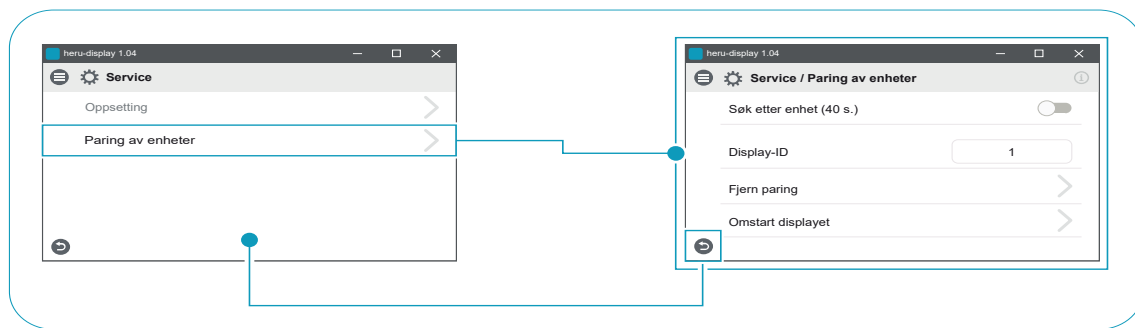 heru-display 1.04
Service
Oppsetting
Paring av enheter
heru-display 1.04
Service / Paring av enheter
Søk etter enhet (40 s.)
Display-ID 1
Fjern paring
Omstart displayet